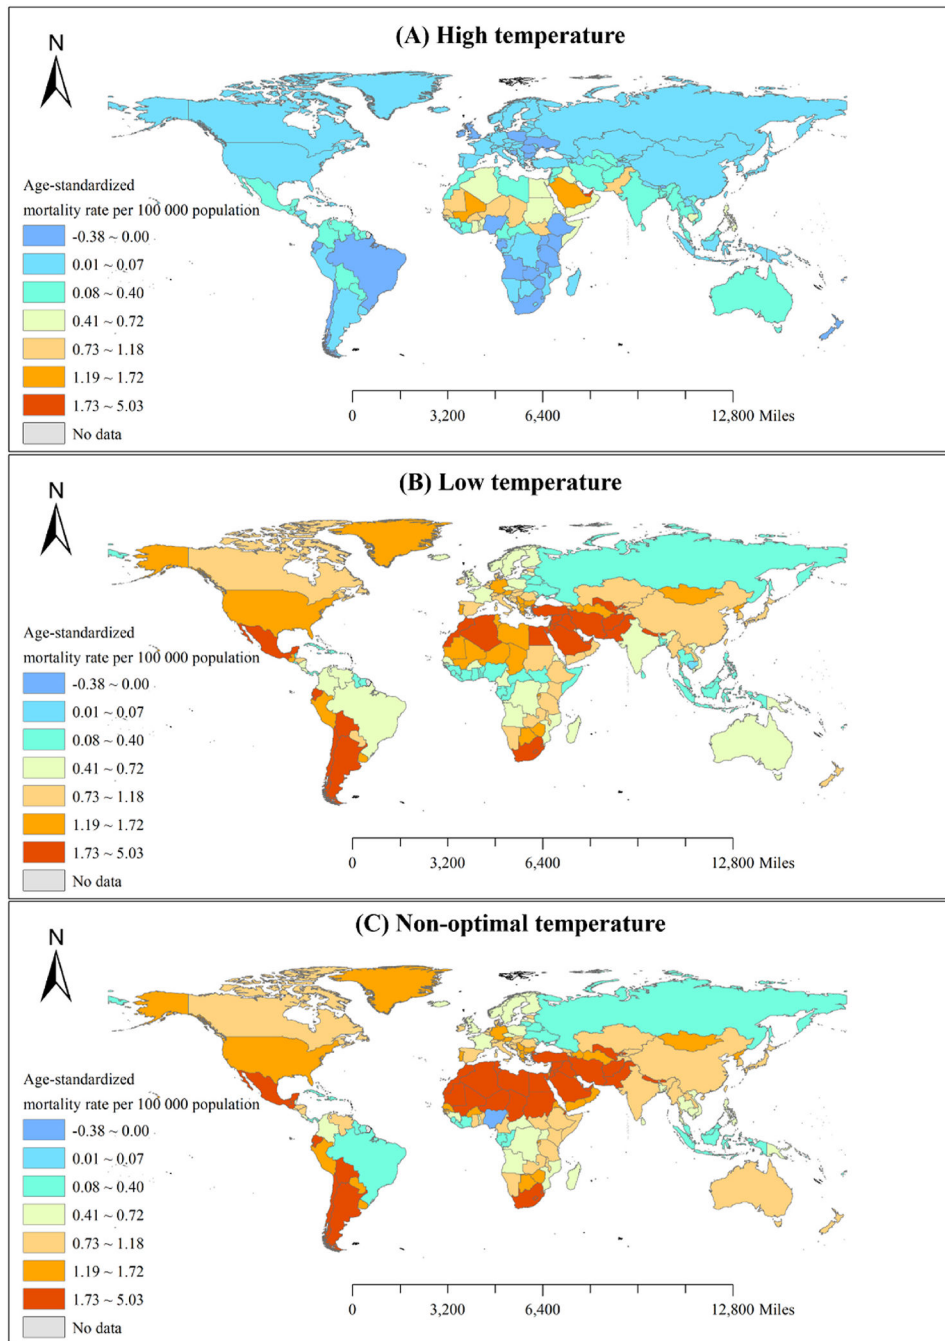 (A) High temperature
N
Age-standardized
mortality rate per 100 000 population
-0.38 ~ 0.00
0.01 ~ 0.07
0.08 ~ 0.40
0.41 ~ 0.72
0.73 ~ 1.18
1.19 ~ 1.72
1.73 ~ 5.03
No data
0 3,200 6,400 12,800 Miles
(B) Low temperature
N
Age-standardized
mortality rate per 100 000 population
-0.38 ~ 0.00
0.01 ~ 0.07
0.08 ~ 0.40
0.41 ~ 0.72
0.73 ~ 1.18
1.19 ~ 1.72
1.73 ~ 5.03
No data
0 3,200 6,400 12,800 Miles
(C) Non-optimal temperature
N
Age-standardized
mortality rate per 100 000 population
-0.38 ~ 0.00
0.01 ~ 0.07
0.08 ~ 0.40
0.41 ~ 0.72
0.73 ~ 1.18
1.19 ~ 1.72
1.73 ~ 5.03
No data
0 3,200 6,400 12,800 Miles